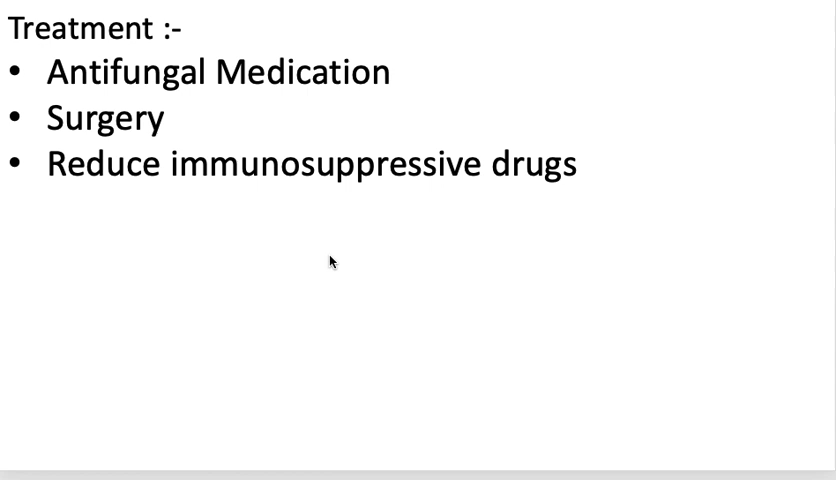 Treatment :-
• Antifungal Medication
• Surgery
• Reduce immunosuppressive drugs